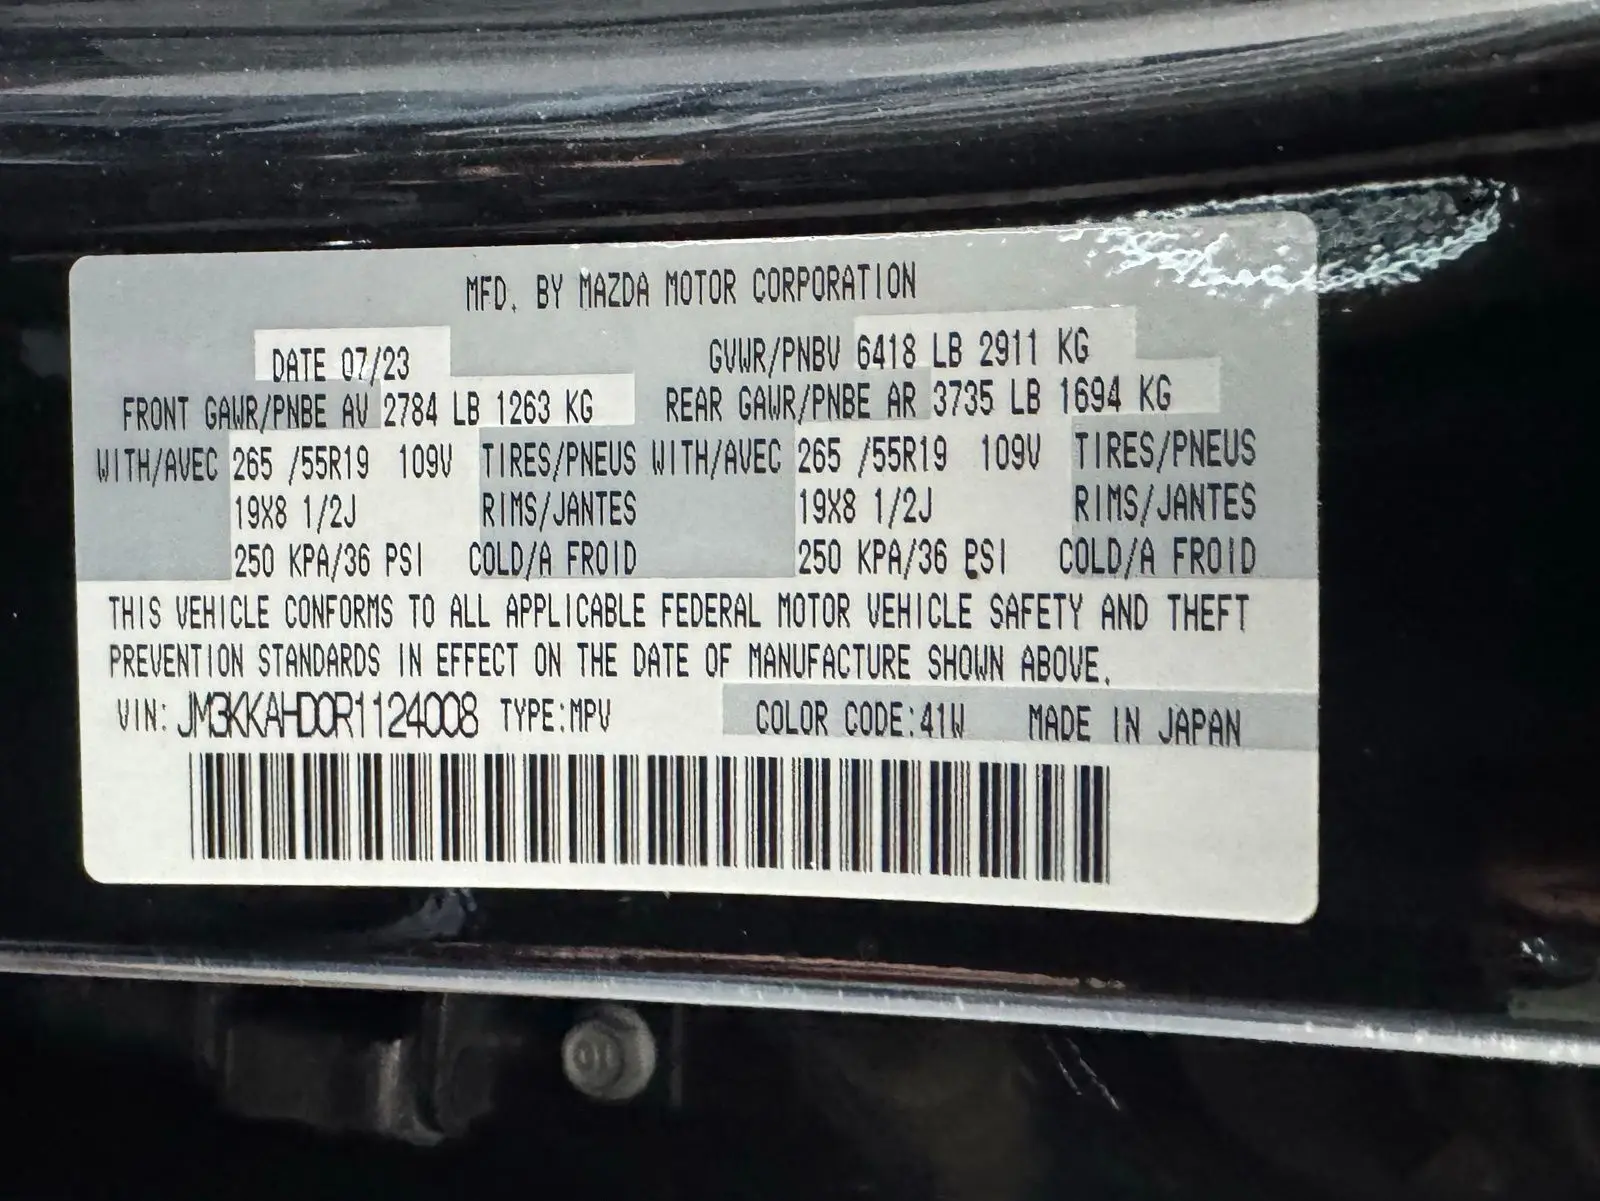 MFD. BY MAZDA MOTOR CORPORATION
DATE 07/23 GVWR/PNBV 6418 LB 2911 KG
FRONT GAWR/PNBE AV 2784 LB 1263 KG REAR GAWR/PNBE AR 3735 LB 1694 KG
WITH/AVEC 265 /55R19 109V TIRES/PNEUS WITH/AVEC 265 /55R19 109V TIRES/PNEUS
19X8 1/2J RIMS/JANTES 19X8 1/2J RIMS/JANTES
250 KPA/36 PSI COLD/A FROID 250 KPA/36 PSI COLD/A FROID
THIS VEHICLE CONFORMS TO ALL APPLICABLE FEDERAL MOTOR VEHICLE SAFETY AND THEFT
PREVENTION STANDARDS IN EFFECT ON THE DATE OF MANUFACTURE SHOWN ABOVE.
VIN: JM3KKAHD0R1124008 TYPE:MPV COLOR CODE:41W MADE IN JAPAN